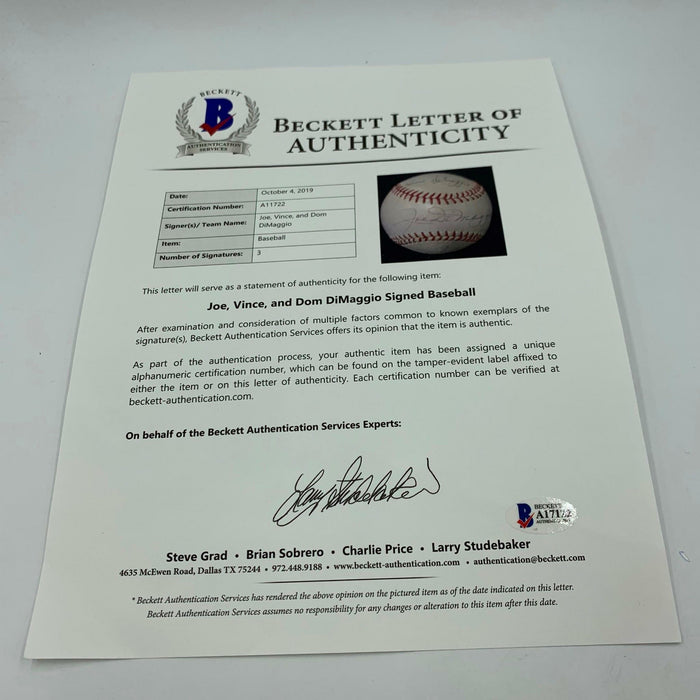 BECKETT
B
AUTHENTICATION
SERVICES
BECKETT LETTER OF
AUTHENTICITY
Date: October 4, 2019
Certification Number: A11722
Signer(s)/ Team Name: Joe, Vince, and Dom
DiMaggio
Item: Baseball
Number of Signatures: 3
Joe DiMaggio
This letter will serve as a statement of authenticity for the following item:
Joe, Vince, and Dom DiMaggio Signed Baseball
After examination and consideration of multiple factors common to known exemplars of the
signature(s), Beckett Authentication Services offers its opinion that the item is authentic.
As part of the authentication process, your authentic item has been assigned a unique
alphanumeric certification number, which can be found on the tamper-evident label affixed to
either the item or on this letter of authenticity. Each certification number can be verified at
beckett-authentication.com.
On behalf of the Beckett Authentication Services Experts:
Larry Studebaker
BECKETT
B
Steve Grad • Brian Sobrero • Charlie Price • Larry Studebaker
4635 McEwen Road, Dallas TX 75244 • 972.448.9188 • www.beckett-authentication.com • authentication@beckett.com
* Beckett Authentication Services has rendered the above opinion on the pictured item as of the date indicated on this letter.
Beckett Authentication Services assumes no responsibility for any changes or alteration to this item after this date.